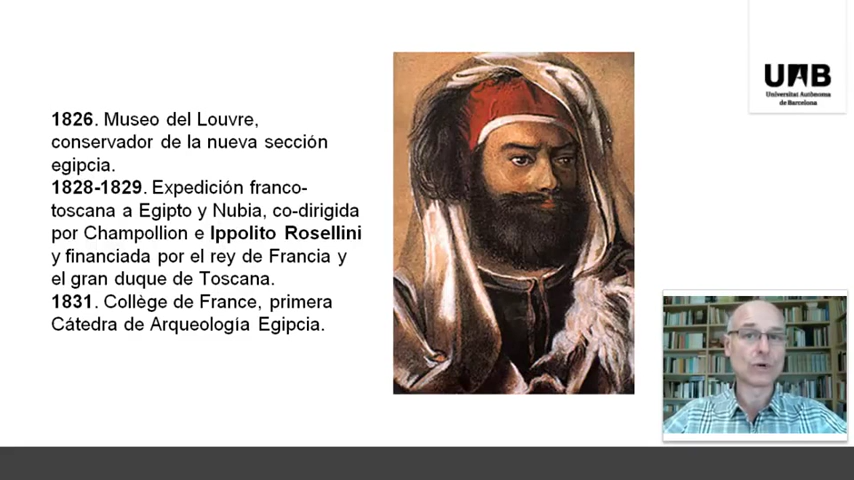 1826. Museo del Louvre,
conservador de la nueva sección
egipcia.
1828-1829. Expedición franco-
toscana a Egipto y Nubia, co-dirigida
por Champollion e Ippolito Rosellini
y financiada por el rey de Francia y
el gran duque de Toscana.
1831. Collège de France, primera
Cátedra de Arqueología Egipcia.
UAB
Universitat Autònoma
de Barcelona